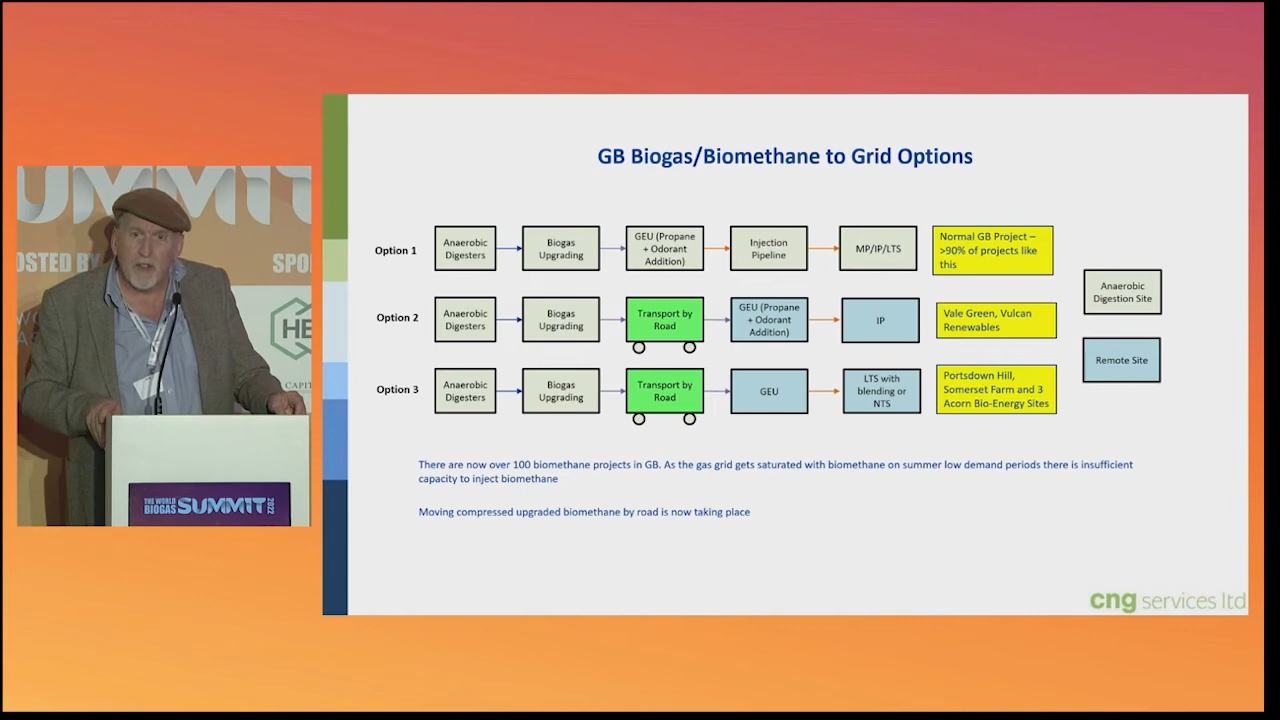 GB Biogas/Biomethane to Grid Options
Option 1
Anaerobic
Digesters
Biogas
Upgrading
GEU (Propane
+ Odorant
Addition)
Injection
Pipeline
MP/IP/LTS
Normal GB Project –
>90% of projects like
this
Option 2
Anaerobic
Digesters
Biogas
Upgrading
Transport by
Road
GEU (Propane
+ Odorant
Addition)
IP
Vale Green, Vulcan
Renewables
Option 3
Anaerobic
Digesters
Biogas
Upgrading
Transport by
Road
GEU
LTS with
blending or
NTS
Portsdown Hill,
Somerset Farm and 3
Acorn Bio-Energy Sites
Anaerobic
Digestion Site
Remote Site
There are now over 100 biomethane projects in GB. As the gas grid gets saturated with biomethane on summer low demand periods there is insufficient
capacity to inject biomethane
Moving compressed upgraded biomethane by road is now taking place
cng services ltd
UMMIT
OSTED BY
SPO
HE
CAPIT
THE WORLD
BIOGAS SUMMIT 2022